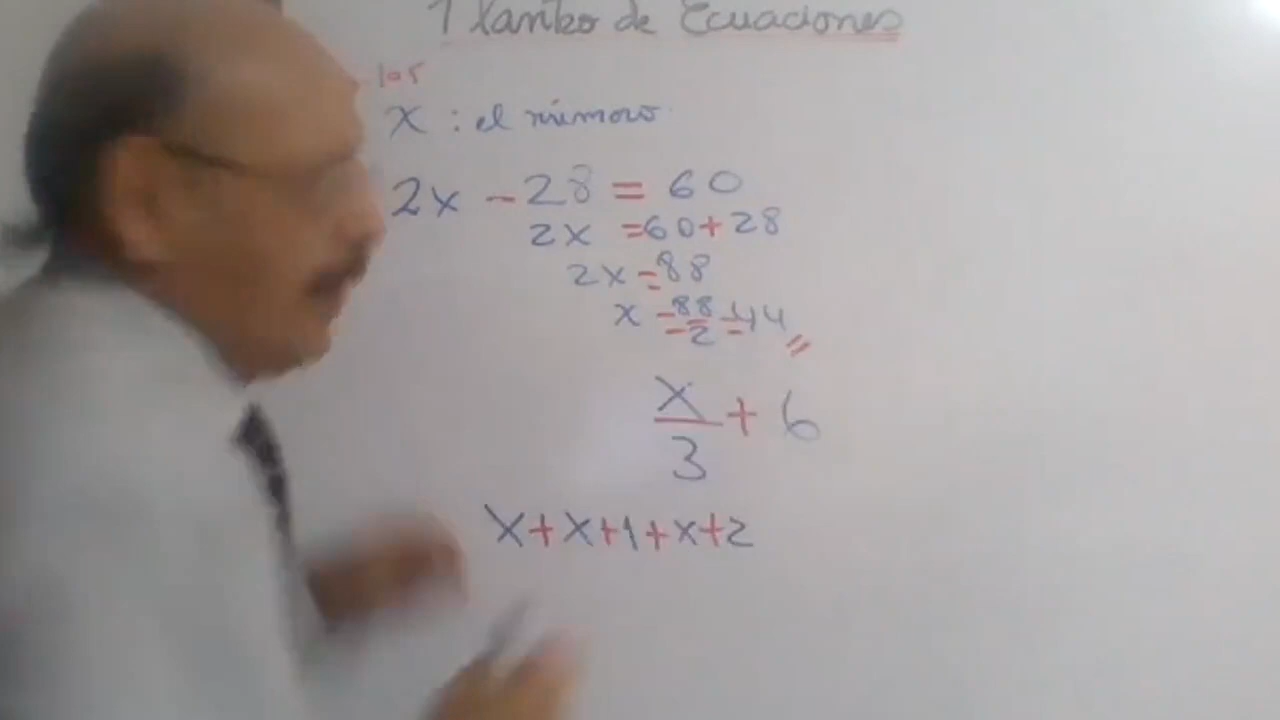 Planteo de Ecuaciones
105
x : el número
2x - 28 = 60
2x = 60 + 28
2x = 88
x = 88/2 = 44
x/3 + 6
x + x + 1 + x + 2